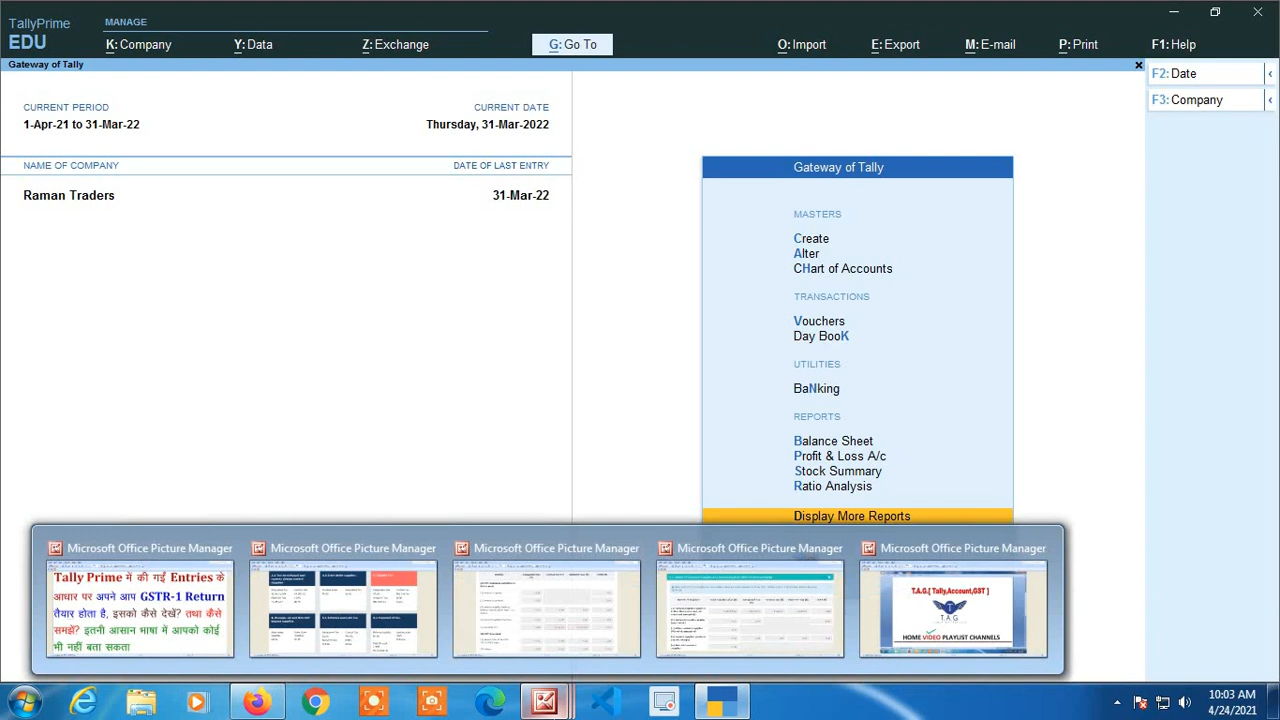 TallyPrime
EDU
MANAGE
K: Company
Y: Data
Z: Exchange
G: Go To
O: Import
E: Export
M: E-mail
P: Print
F1: Help
Gateway of Tally
F2: Date
F3: Company
CURRENT PERIOD
CURRENT DATE
1-Apr-21 to 31-Mar-22
Thursday, 31-Mar-2022
NAME OF COMPANY
DATE OF LAST ENTRY
Raman Traders
31-Mar-22
Gateway of Tally
MASTERS
Create
Alter
CHart of Accounts
TRANSACTIONS
Vouchers
Day BooK
UTILITIES
BaNking
REPORTS
Balance Sheet
Profit & Loss A/c
Stock Summary
Ratio Analysis
Display More Reports
Microsoft Office Picture Manager
Microsoft Office Picture Manager
Microsoft Office Picture Manager
Microsoft Office Picture Manager
Microsoft Office Picture Manager
Tally Prime में की गई Entries के
आधार पर अपने आप GSTR-1 Return
तैयार होता है, इसको कैसे देखें? तथा कैसे
समझें? इतनी आसान भाषा में आपको कोई
भी नहीं बता सकता
T.A.G.[ Tally,Account,GST ]
T.A.G
HOME VIDEO PLAYLIST CHANNELS
10:03 AM
4/24/2021